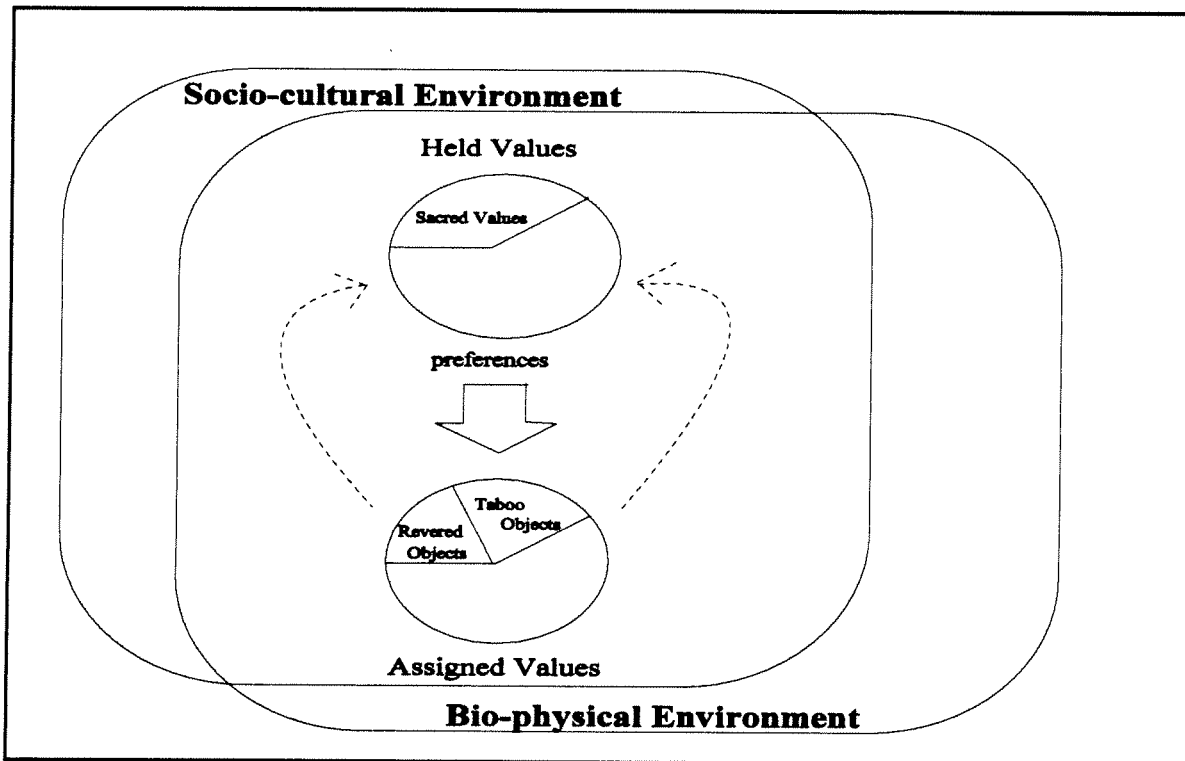 Socio-cultural Environment
Held Values
Sacred Values
preferences
Taboo
Objects
Revered
Objects
Assigned Values
Bio-physical Environment